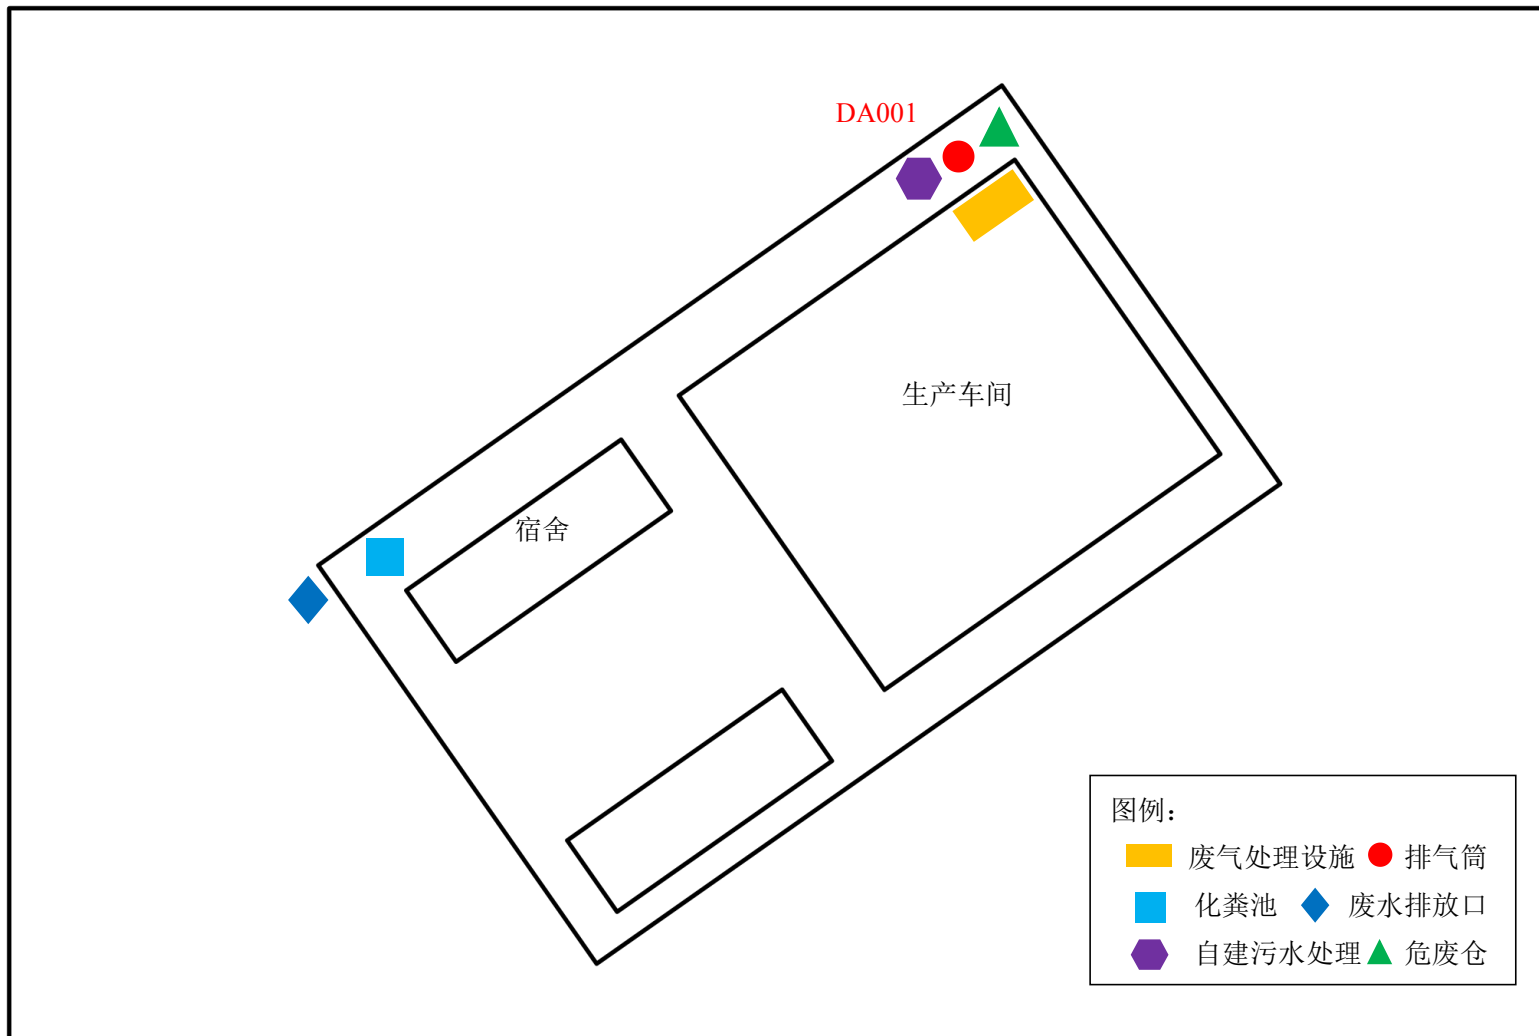 DA001
生产车间
宿舍
图例：
废气处理设施 排气筒
化粪池 废水排放口
自建污水处理 危废仓